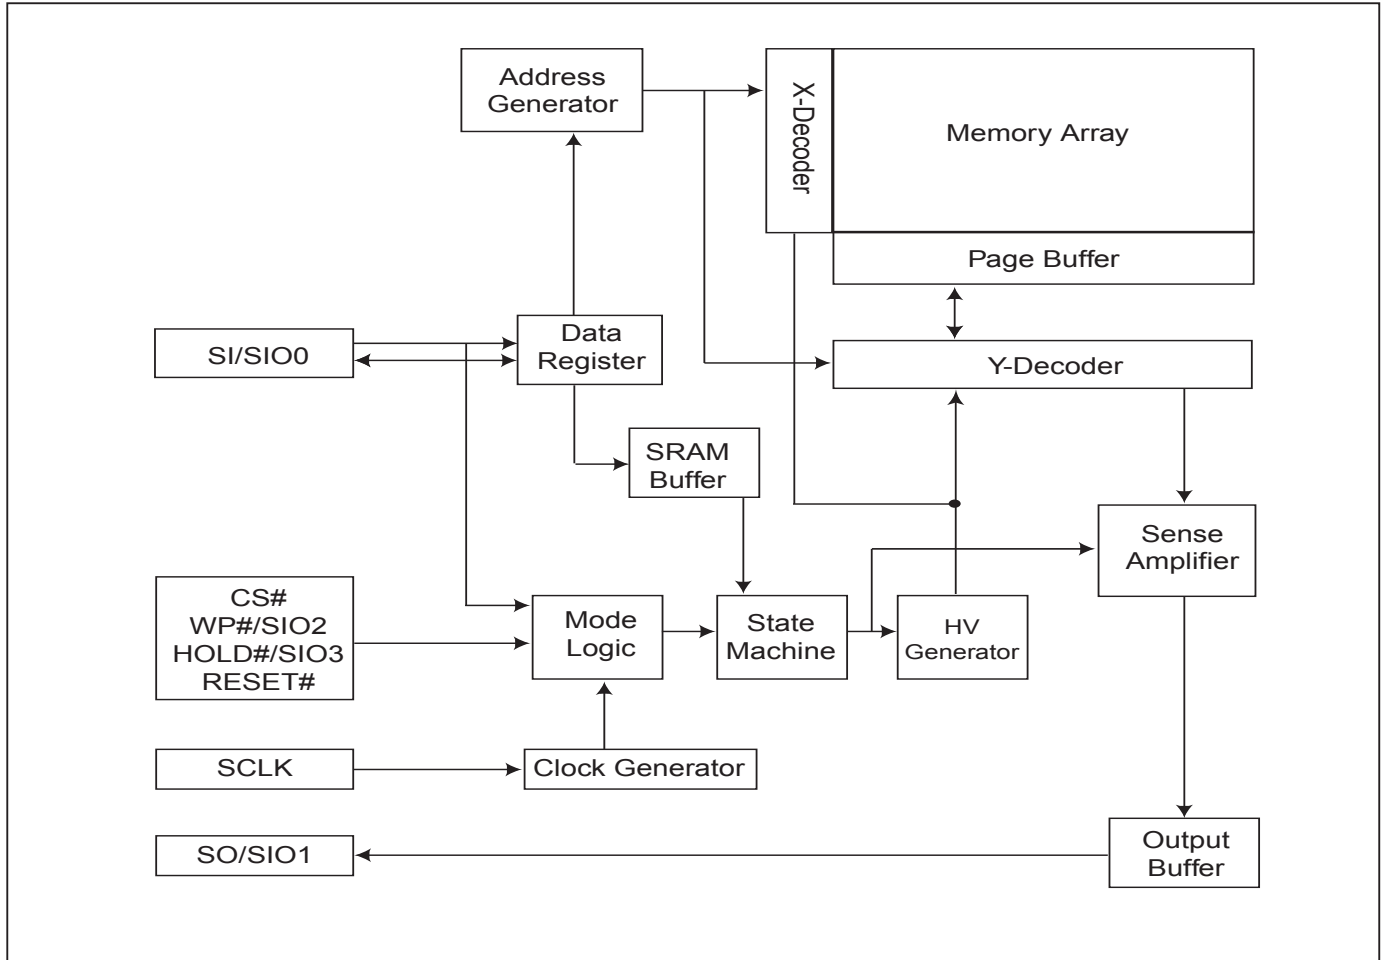 Address
Generator
X-Decoder
Memory Array
Page Buffer
SI/SIO0
Data
Register
Y-Decoder
SRAM
Buffer
Sense
Amplifier
CS#
WP#/SIO2
HOLD#/SIO3
RESET#
Mode
Logic
State
Machine
HV
Generator
SCLK
Clock Generator
SO/SIO1
Output
Buffer